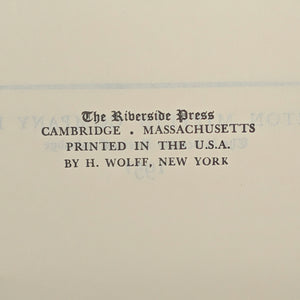 The Riverside Press
CAMBRIDGE . MASSACHUSETTS
PRINTED IN THE U.S.A.
BY H. WOLFF, NEW YORK